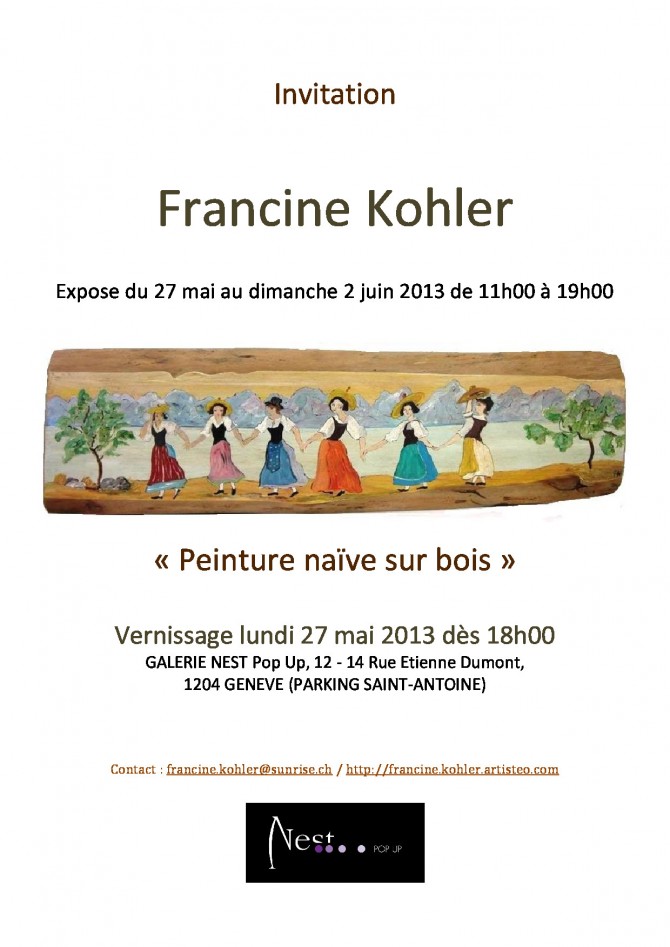 Invitation
Francine Kohler
Expose du 27 mai au dimanche 2 juin 2013 de 11h00 à 19h00
« Peinture naïve sur bois »
Vernissage lundi 27 mai 2013 dès 18h00
GALERIE NEST Pop Up, 12 - 14 Rue Etienne Dumont,
1204 GENEVE (PARKING SAINT-ANTOINE)
Contact : francine.kohler@sunrise.ch / http://francine.kohler.artisteo.com
Nest
POP UP